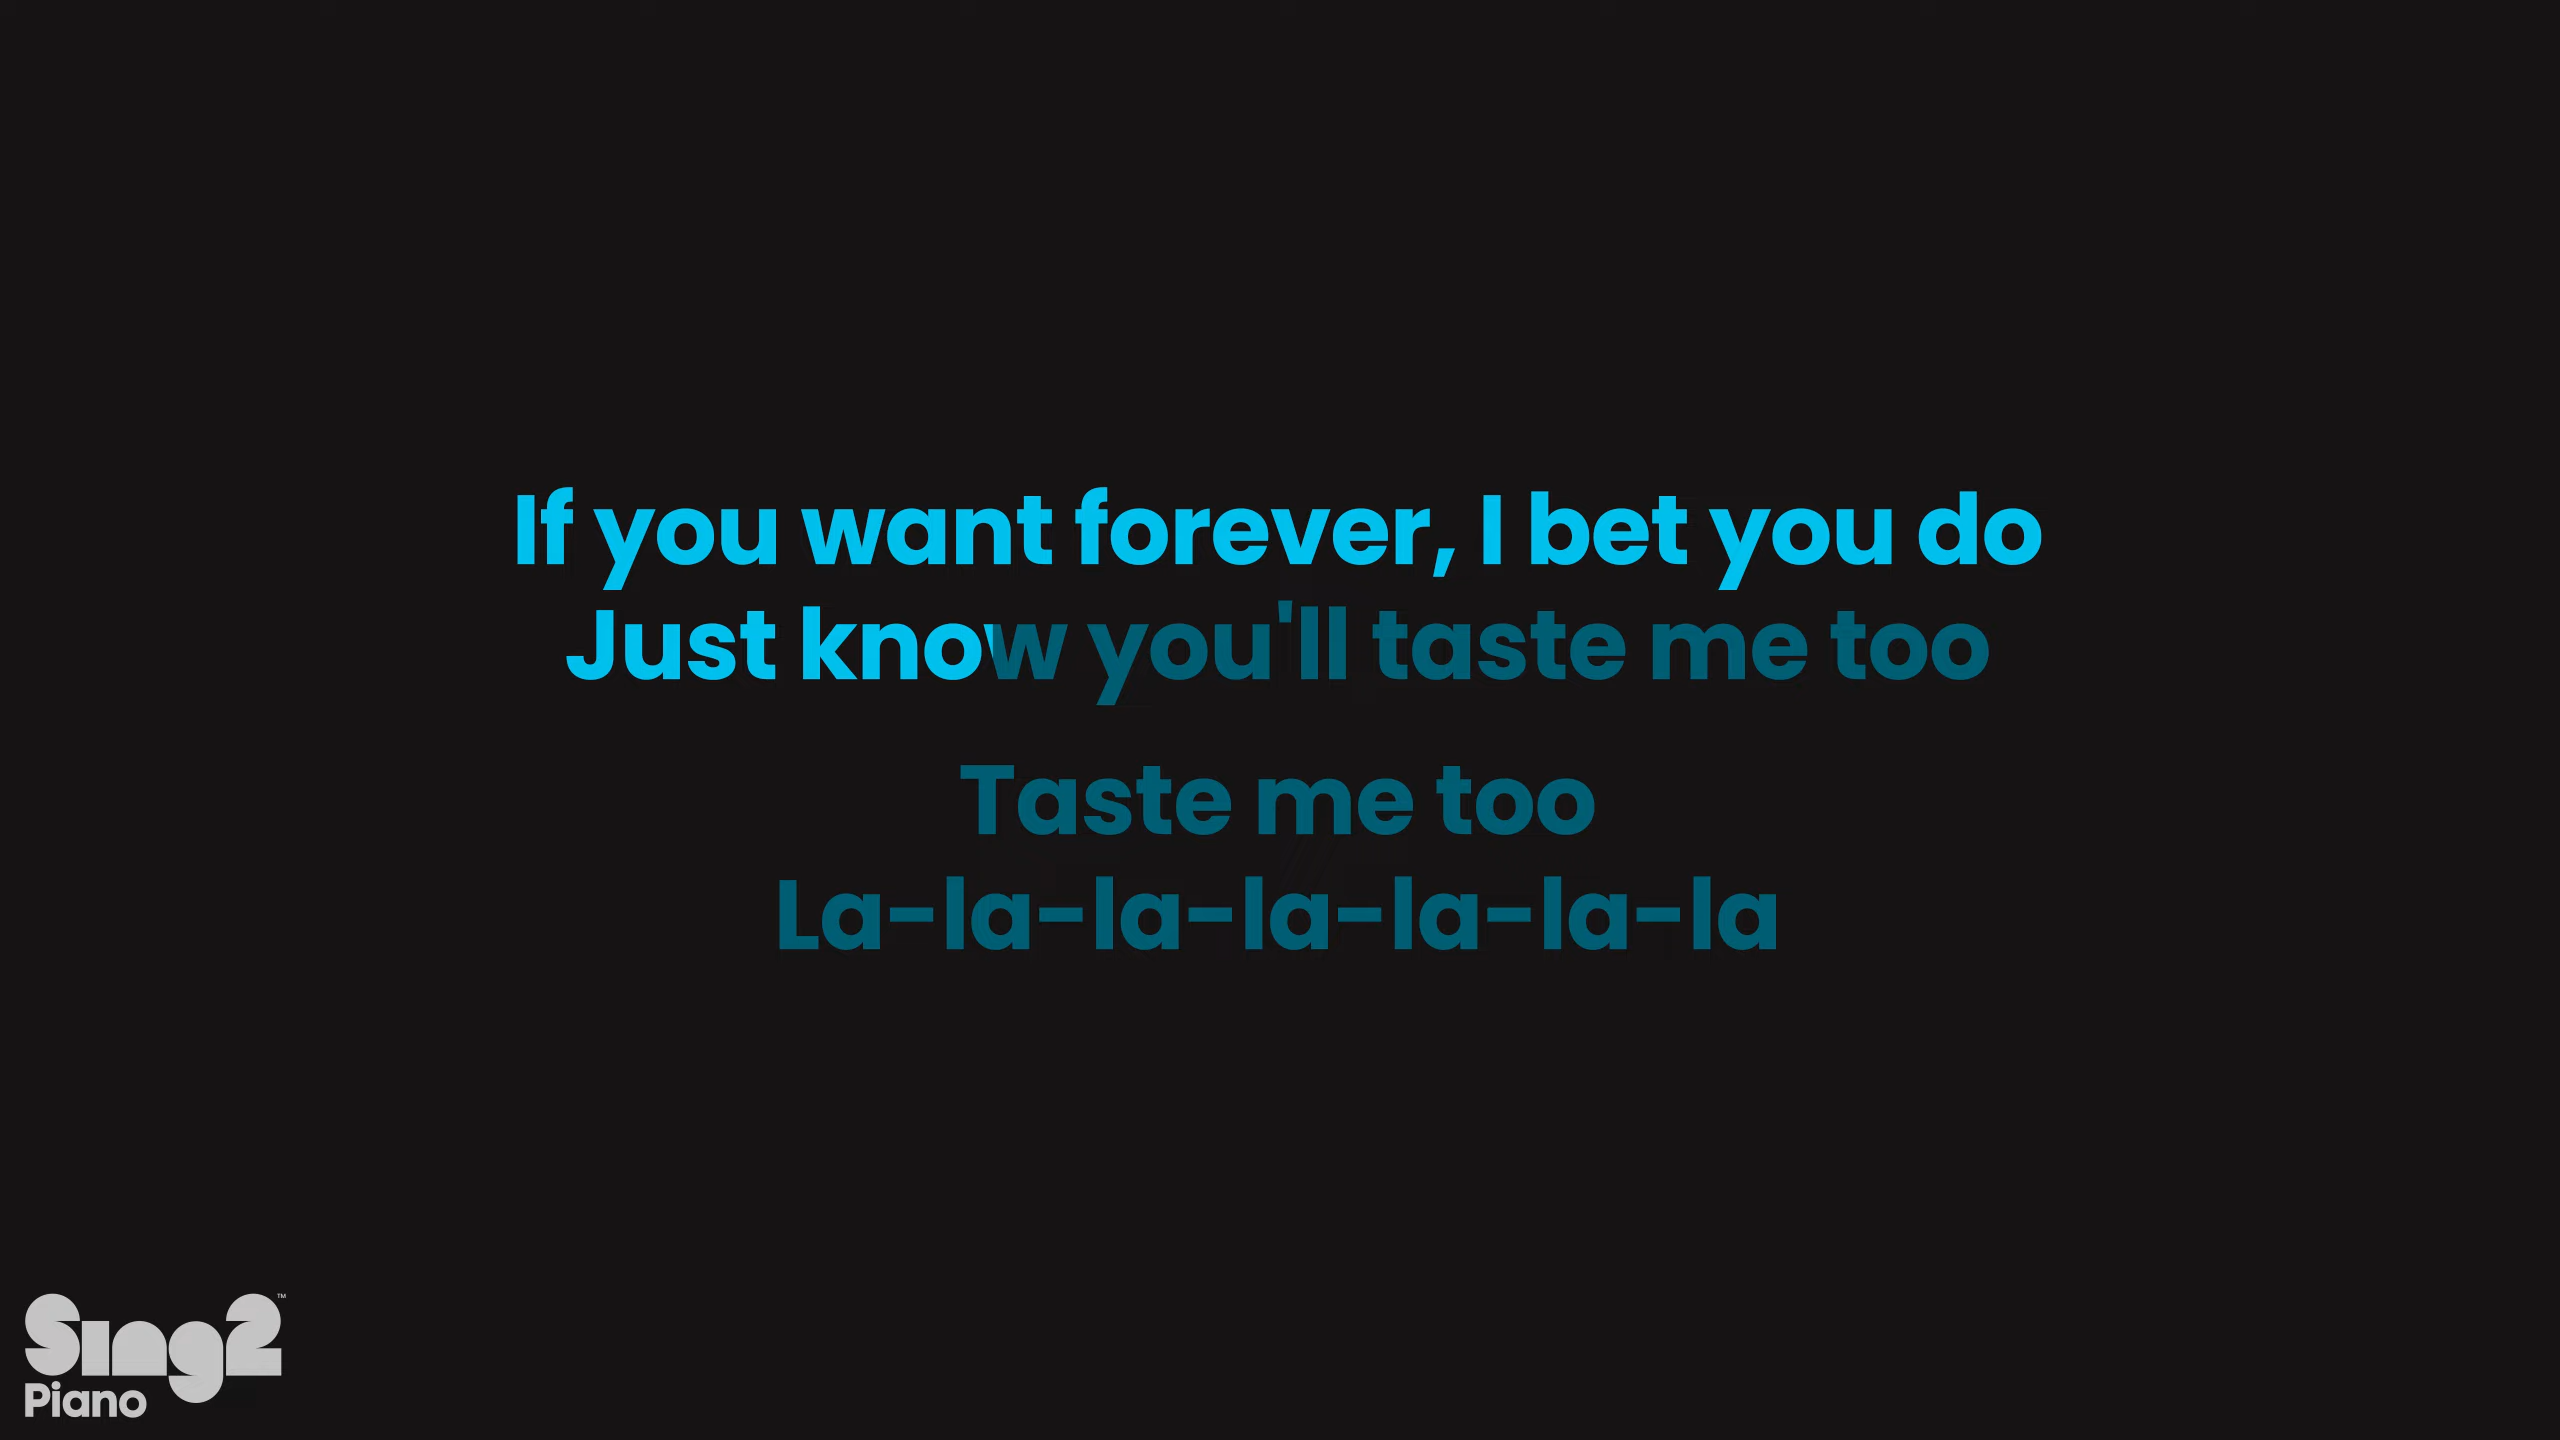 If you want forever, I bet you do
Just know you'll taste me too
Taste me too
La-la-la-la-la-la-la
Sing2™
Piano